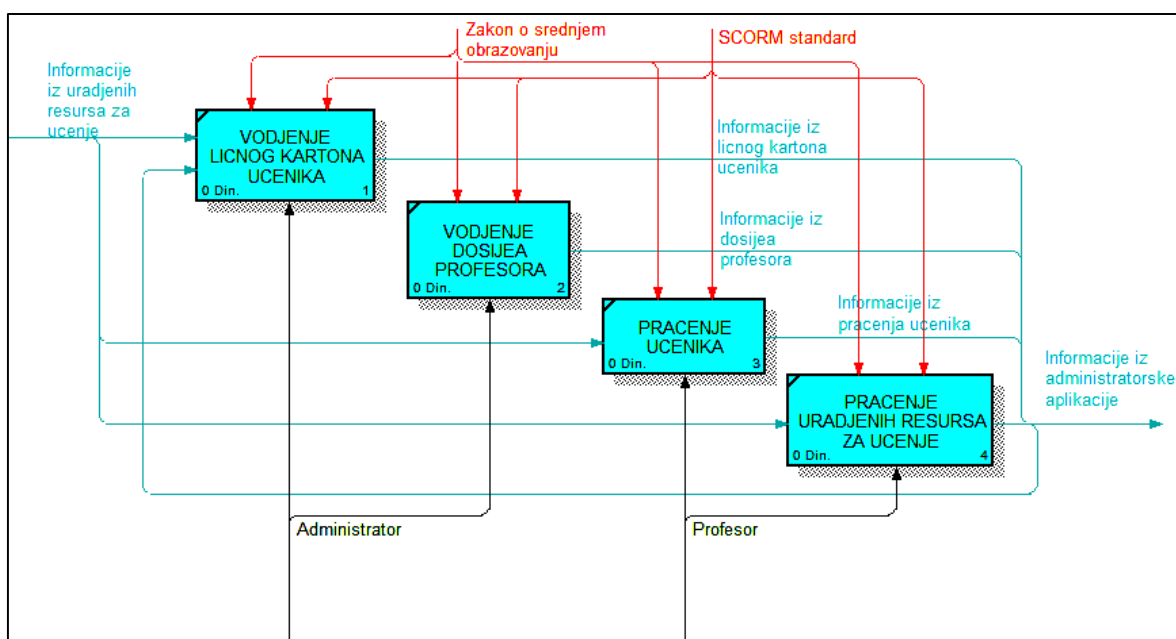 Zakon o srednjem
obrazovanju
SCORM standard
Informacije
iz uradjenih
resursa za
ucenje
VODJENJE
LICNOG KARTONA
UCENIKA
0 Din.
1
Informacije iz
licnog kartona
ucenika
VODJENJE
DOSIJEA
PROFESORA
0 Din.
2
Informacije iz
dosijea
profesora
PRACENJE
UCENIKA
0 Din.
3
Informacije iz
pracenja ucenika
PRACENJE
URADJENIH RESURSA
ZA UCENJE
0 Din.
4
Informacije iz
administratorske
aplikacije
Administrator
Profesor